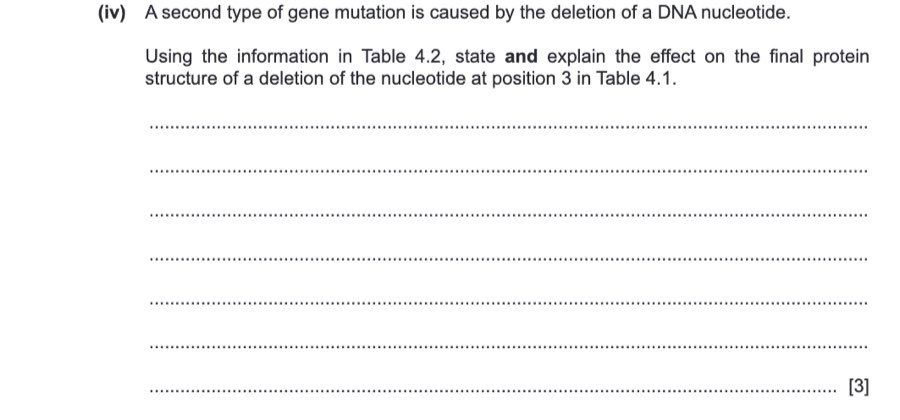 (iv) A second type of gene mutation is caused by the deletion of a DNA nucleotide.
Using the information in Table 4.2, state and explain the effect on the final protein
structure of a deletion of the nucleotide at position 3 in Table 4.1.
[3]